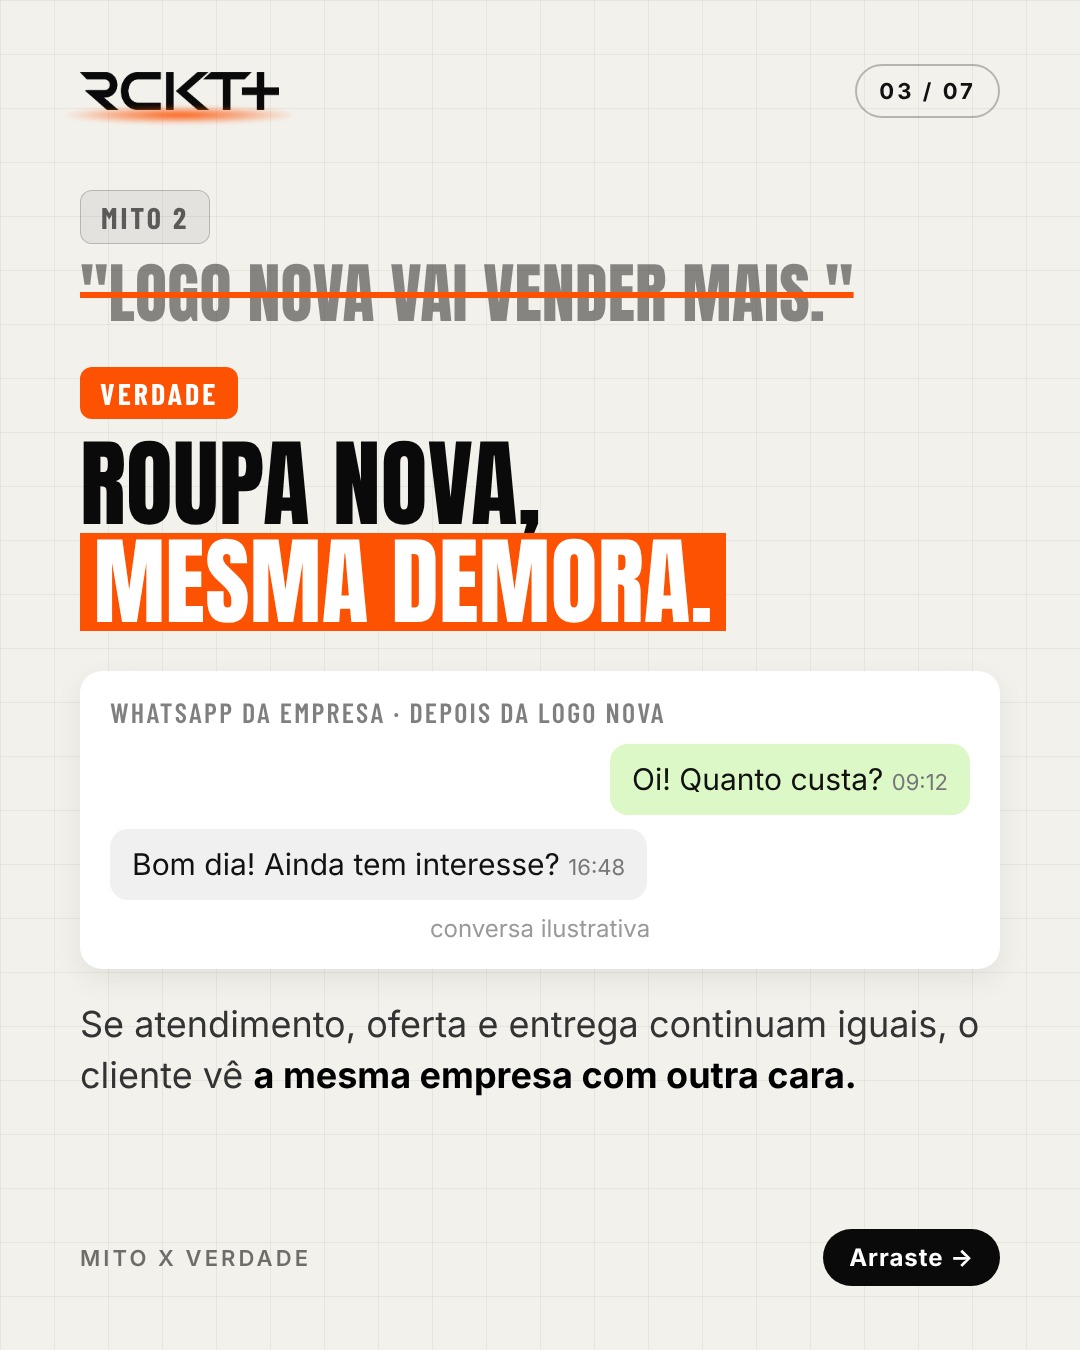 RCKT+
03 / 07
MITO 2
"LOGO NOVA VAI VENDER MAIS."
VERDADE
ROUPA NOVA,
MESMA DEMORA.
WHATSAPP DA EMPRESA · DEPOIS DA LOGO NOVA
Oi! Quanto custa? 09:12
Bom dia! Ainda tem interesse? 16:48
conversa ilustrativa
Se atendimento, oferta e entrega continuam iguais, o
cliente vê a mesma empresa com outra cara.
MITO X VERDADE
Arraste →